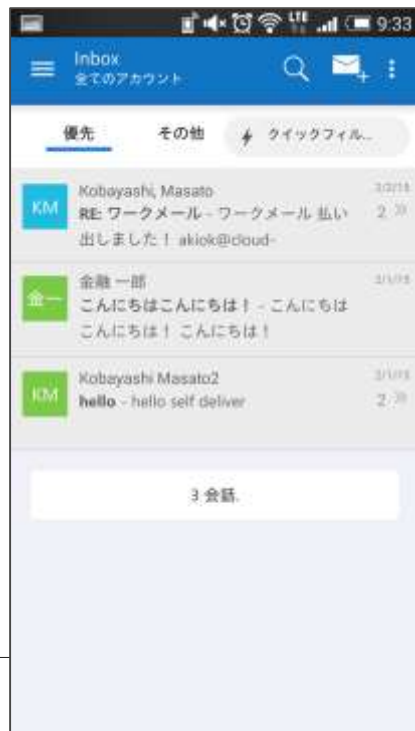 9:33
Inbox
全てのアカウント
優先
その他
クイックフィル...
KM
Kobayashi, Masato
RE: ワークメール - ワークメール 払い
2
出しました！ akiok@cloud-
金一
金融 一郎
こんにちはこんにちは！ - こんにちは
こんにちは！ こんにちは！
KM
Kobayashi Masato2
hello - hello self deliver
2
3 会話.